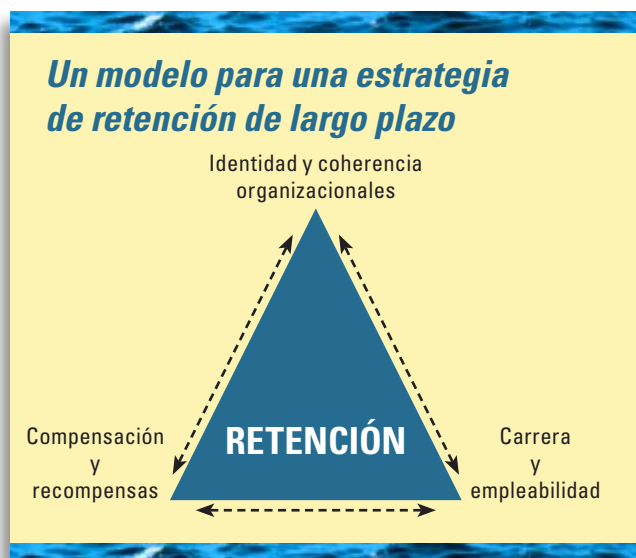 Un modelo para una estrategia
de retención de largo plazo
Identidad y coherencia
organizacionales
RETENCIÓN
Compensación
y
recompensas
Carrera
y
empleabilidad